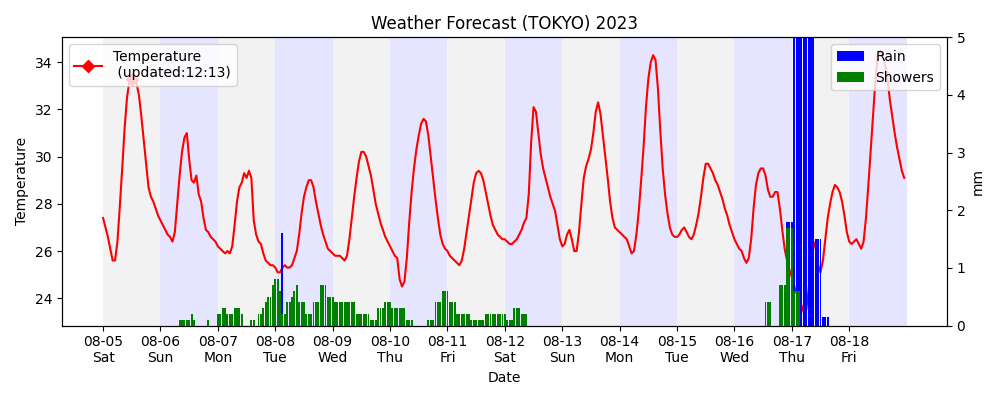 Weather Forecast (TOKYO) 2023
Temperature
(updated:12:13)
Rain
Showers
Temperature
34
32
30
28
26
24
5
4
3
2
1
0
mm
08-05 08-06 08-07 08-08 08-09 08-10 08-11 08-12 08-13 08-14 08-15 08-16 08-17 08-18
Sat Sun Mon Tue Wed Thu Fri Sat Sun Mon Tue Wed Thu Fri
Date